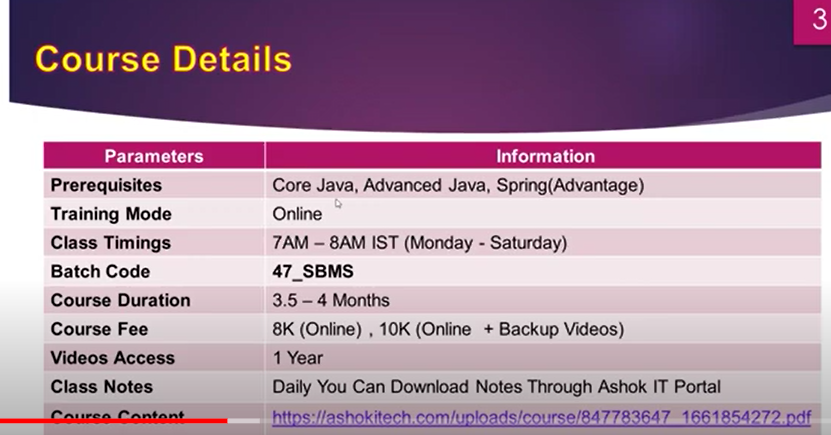 3
Course Details
Parameters Information
Prerequisites Core Java, Advanced Java, Spring(Advantage)
Training Mode Online
Class Timings 7AM – 8AM IST (Monday - Saturday)
Batch Code 47_SBMS
Course Duration 3.5 – 4 Months
Course Fee 8K (Online) , 10K (Online + Backup Videos)
Videos Access 1 Year
Class Notes Daily You Can Download Notes Through Ashok IT Portal
Course Content https://ashokitech.com/uploads/course/847783647_1661854272.pdf